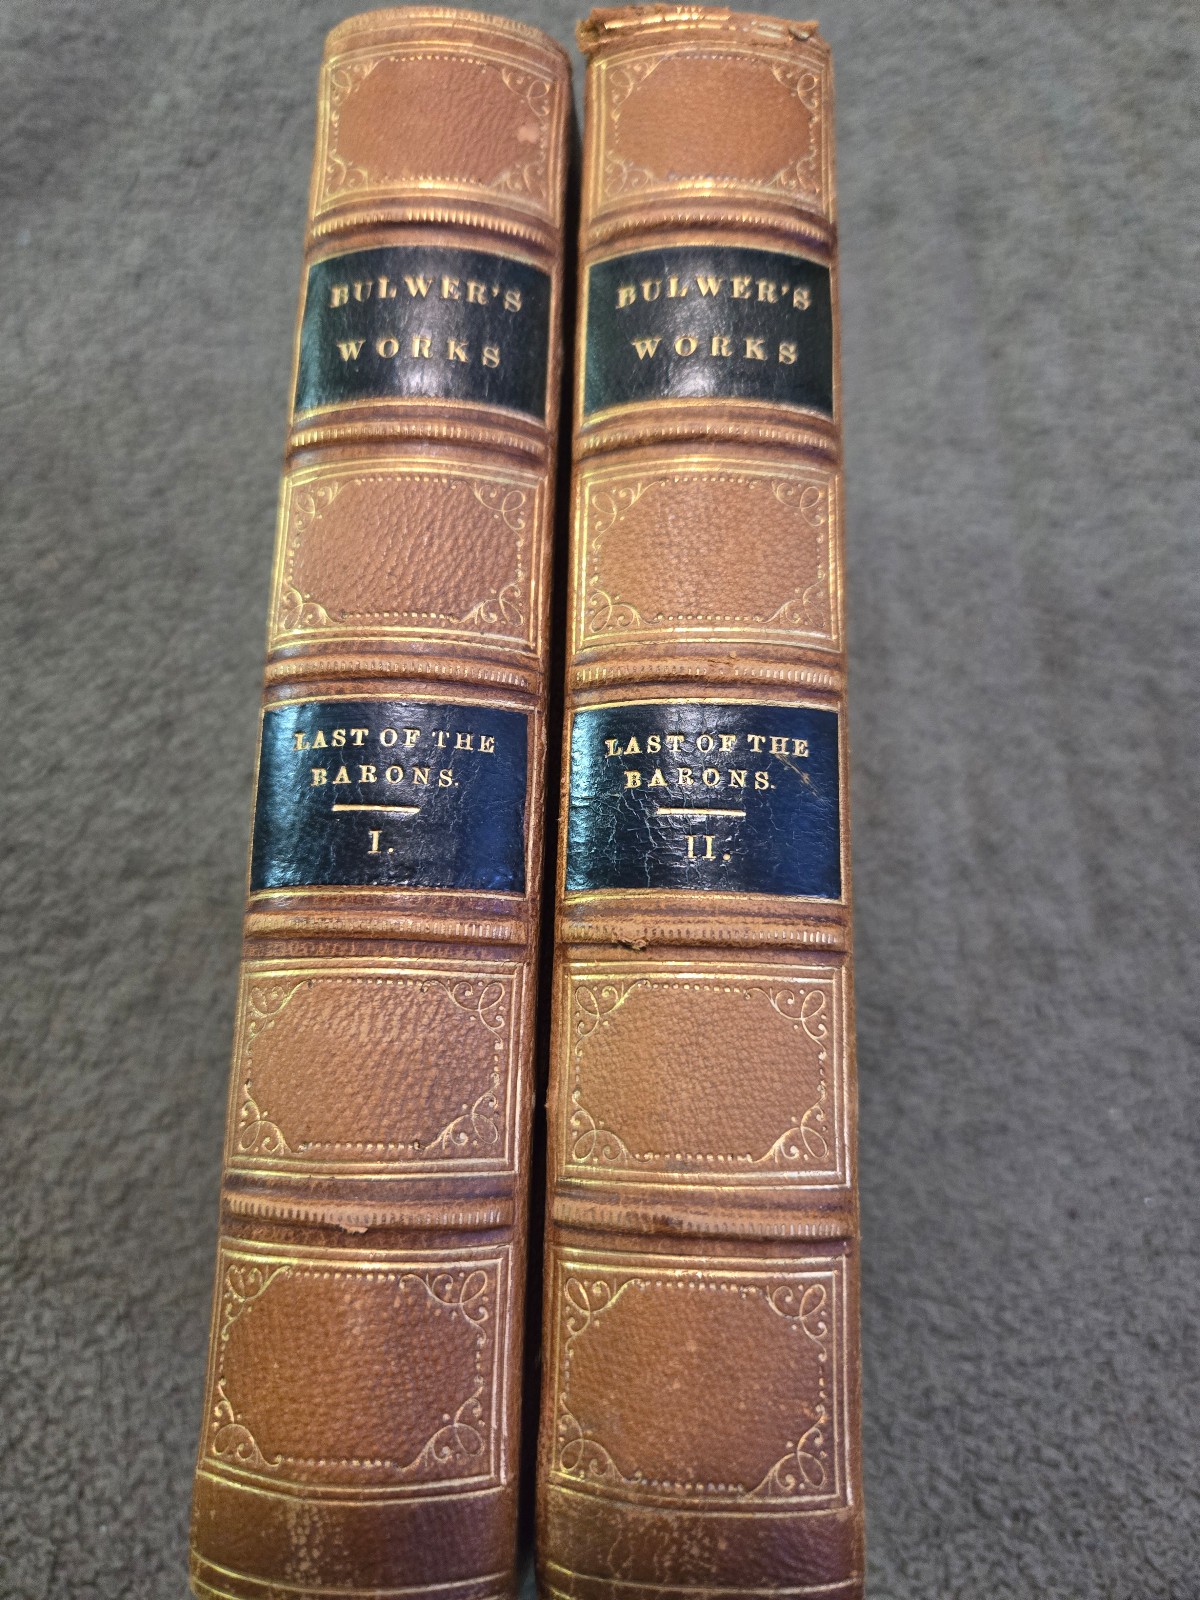 BULWER'S
WORKS
LAST OF THE
BARONS.
I.
BULWER'S
WORKS
LAST OF THE
BARONS.
II.